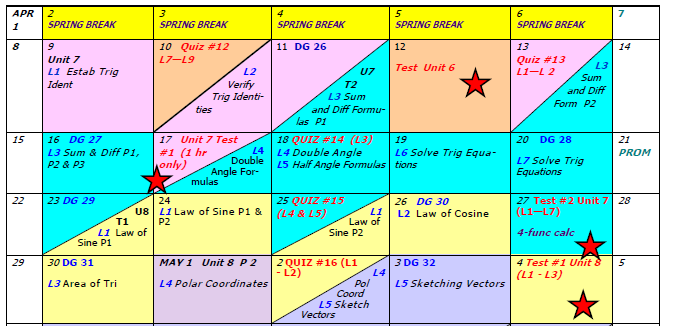 APR
1
2
SPRING BREAK
3
SPRING BREAK
4
SPRING BREAK
5
SPRING BREAK
6
SPRING BREAK
7
8
9
Unit 7
L1 Estab Trig
Ident
10 Quiz #12
L7—L9
L2
Verify
Trig Identi-
ties
11 DG 26
U7
T2
L3 Sum
and Diff Formu-
las P1
12
Test Unit 6
13
Quiz #13
L1—L 2
L3
Sum
and Diff
Form P2
14
15
16 DG 27
L3 Sum & Diff P1,
P2 & P3
17 Unit 7 Test
#1 (1 hr
only)
L4
Double
Angle For-
mulas
18 QUIZ #14 (L3)
L4 Double Angle
L5 Half Angle Formulas
19
L6 Solve Trig Equa-
tions
20 DG 28
L7 Solve Trig
Equations
21
PROM
22
23 DG 29
U8
T1
L1 Law of
Sine P1
24
L1 Law of Sine P1 &
P2
25 QUIZ #15
(L4 & L5)
L1
Law of
Sine P2
26 DG 30
L2 Law of Cosine
27 Test #2 Unit 7
(L1—L7)
4-func calc
28
29
30 DG 31
L3 Area of Tri
MAY 1 Unit 8 P 2
L4 Polar Coordinates
2 QUIZ #16 (L1
- L2)
L4
Pol
Coord
L5 Sketch
Vectors
3 DG 32
L5 Sketching Vectors
4 Test #1 Unit 8
(L1 - L3)
5